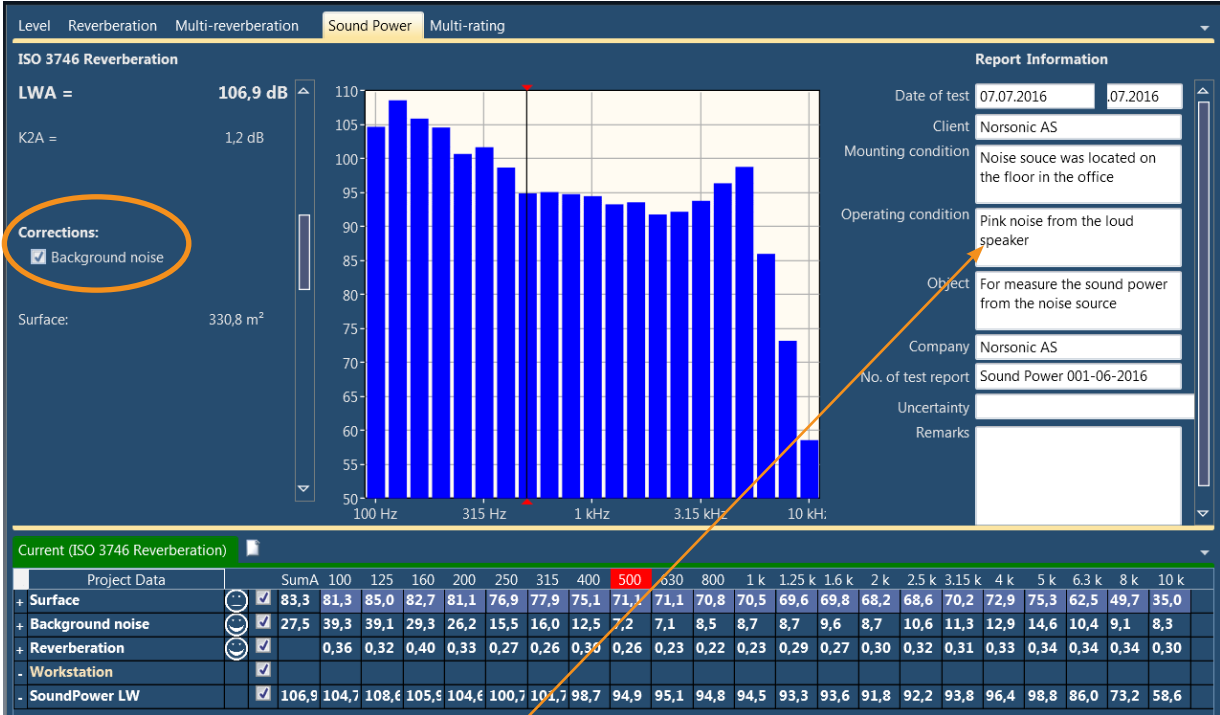 Level Reverberation Multi-reverberation Sound Power Multi-rating
ISO 3746 Reverberation
LWA = 106,9 dB
K2A = 1,2 dB
Corrections:
Background noise
Surface: 330,8 m²
110
105
100
95
90
85
80
75
70
65
60
55
50
100 Hz 315 Hz 1 kHz 3.15 kHz 10 kHz
Report Information
Date of test 07.07.2016 .07.2016
Client Norsonic AS
Mounting condition Noise souce was located on
the floor in the office
Operating condition Pink noise from the loud
speaker
Object For measure the sound power
from the noise source
Company Norsonic AS
No. of test report Sound Power 001-06-2016
Uncertainty
Remarks
Current (ISO 3746 Reverberation)
Project Data SumA 100 125 160 200 250 315 400 500 630 800 1 k 1.25 k 1.6 k 2 k 2.5 k 3.15 k 4 k 5 k 6.3 k 8 k 10 k
+ Surface 83,3 81,3 85,0 82,7 81,1 76,9 77,9 75,1 71,1 71,1 70,8 70,5 69,6 69,8 68,2 68,6 70,2 72,9 75,3 62,5 49,7 35,0
+ Background noise 27,5 39,3 39,1 29,3 26,2 15,5 16,0 12,5 7,2 7,1 8,5 8,7 8,7 9,6 8,7 10,6 11,3 12,9 14,6 10,4 9,1 8,3
+ Reverberation 0,36 0,32 0,40 0,33 0,27 0,26 0,30 0,26 0,23 0,22 0,23 0,29 0,27 0,30 0,32 0,31 0,33 0,34 0,34 0,34 0,30
- Workstation
- SoundPower LW 106,9 104,7 108,6 105,9 104,6 100,7 101,7 98,7 94,9 95,1 94,8 94,5 93,3 93,6 91,8 92,2 93,8 96,4 98,8 86,0 73,2 58,6